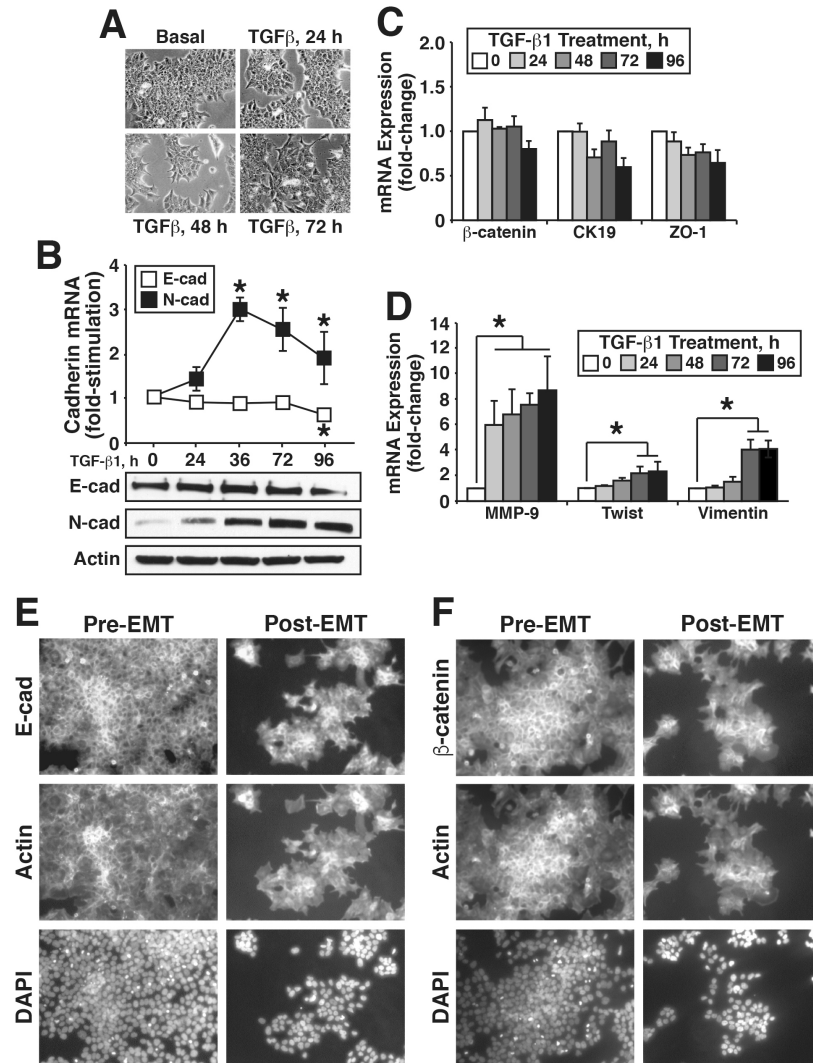 A
Basal
TGFβ, 24 h
TGFβ, 48 h
TGFβ, 72 h
B
Cadherin mRNA
(fold-stimulation)
4
3
2
1
0
E-cad
N-cad
*
*
*
*
TGF-β1, h
0
24
36
72
96
E-cad
N-cad
Actin
C
mRNA Expression
(fold-change)
2.0
1.5
1.0
0.5
0
TGF-β1 Treatment, h
0
24
48
72
96
β-catenin
CK19
ZO-1
D
mRNA Expression
(fold-change)
14
12
10
8
6
4
2
0
TGF-β1 Treatment, h
0
24
48
72
96
*
*
*
MMP-9
Twist
Vimentin
E
Pre-EMT
Post-EMT
E-cad
Actin
DAPI
F
Pre-EMT
Post-EMT
β-catenin
Actin
DAPI